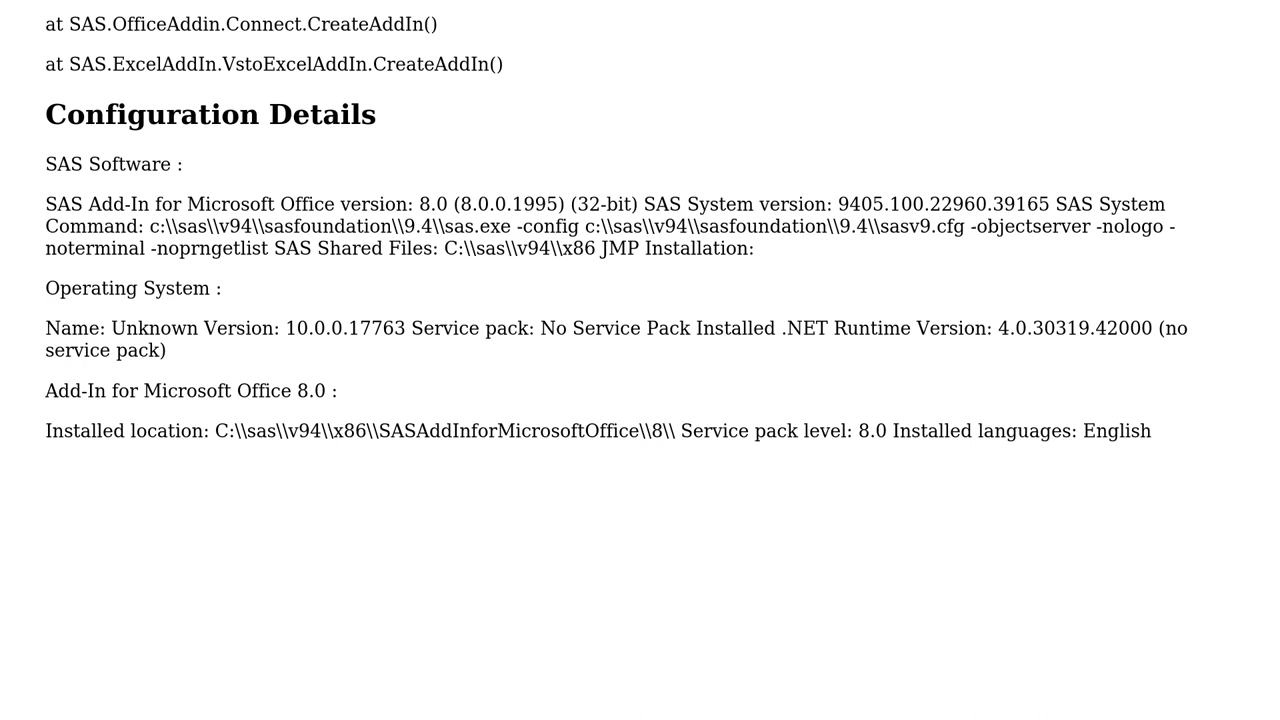 at SAS.OfficeAddin.Connect.CreateAddIn()
at SAS.ExcelAddIn.VstoExcelAddIn.CreateAddIn()
Configuration Details
SAS Software :
SAS Add-In for Microsoft Office version: 8.0 (8.0.0.1995) (32-bit) SAS System version: 9405.100.22960.39165 SAS System
Command: c:\\sas\\v94\\sasfoundation\\9.4\\sas.exe -config c:\\sas\\v94\\sasfoundation\\9.4\\sasv9.cfg -objectserver -nologo -
noterminal -noprngetlist SAS Shared Files: C:\\sas\\v94\\x86 JMP Installation:
Operating System :
Name: Unknown Version: 10.0.0.17763 Service pack: No Service Pack Installed .NET Runtime Version: 4.0.30319.42000 (no
service pack)
Add-In for Microsoft Office 8.0 :
Installed location: C:\\sas\\v94\\x86\\SASAddInforMicrosoftOffice\\8\\ Service pack level: 8.0 Installed languages: English